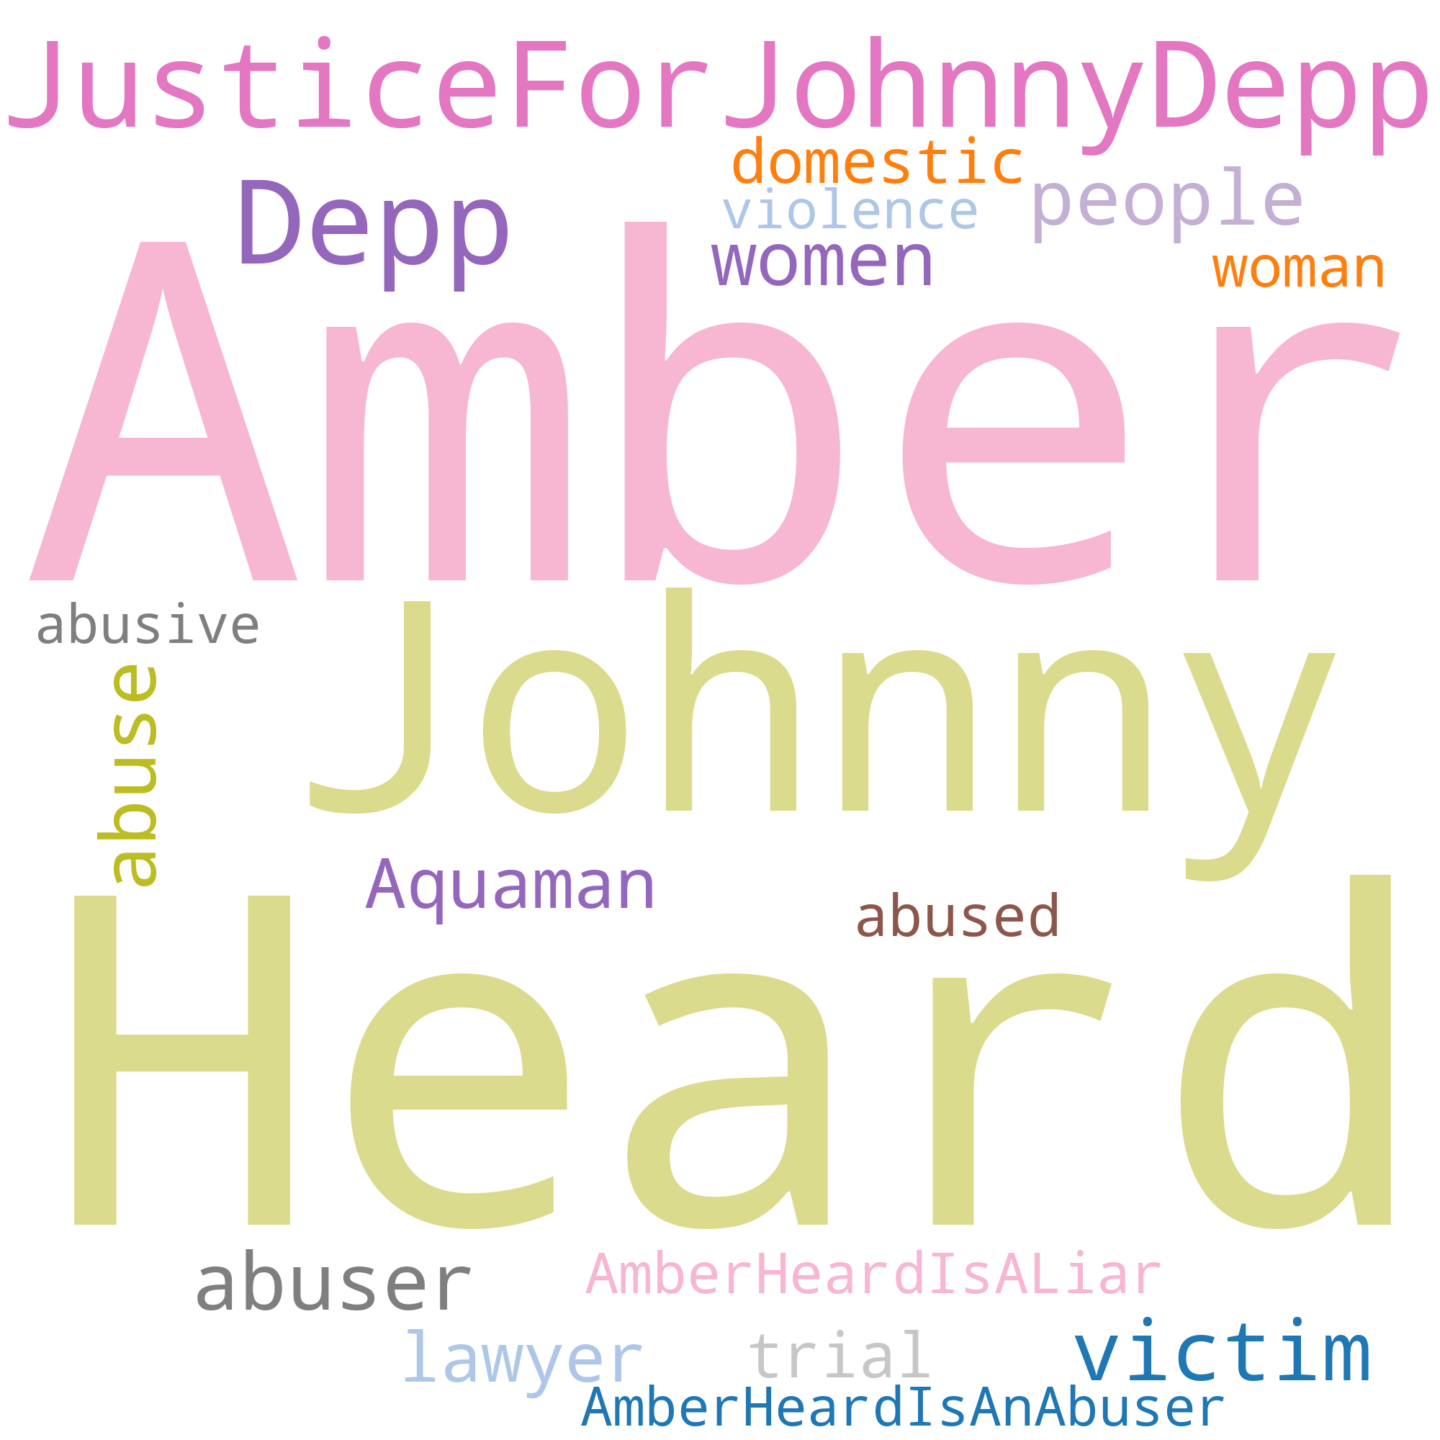 JusticeForJohnnyDepp
domestic
Depp
violence
people
women
woman
Amber
abusive
Johnny
abuse
Aquaman
abused
Heard
abuser
AmberHeardIsALiar
lawyer
trial
victim
AmberHeardIsAnAbuser